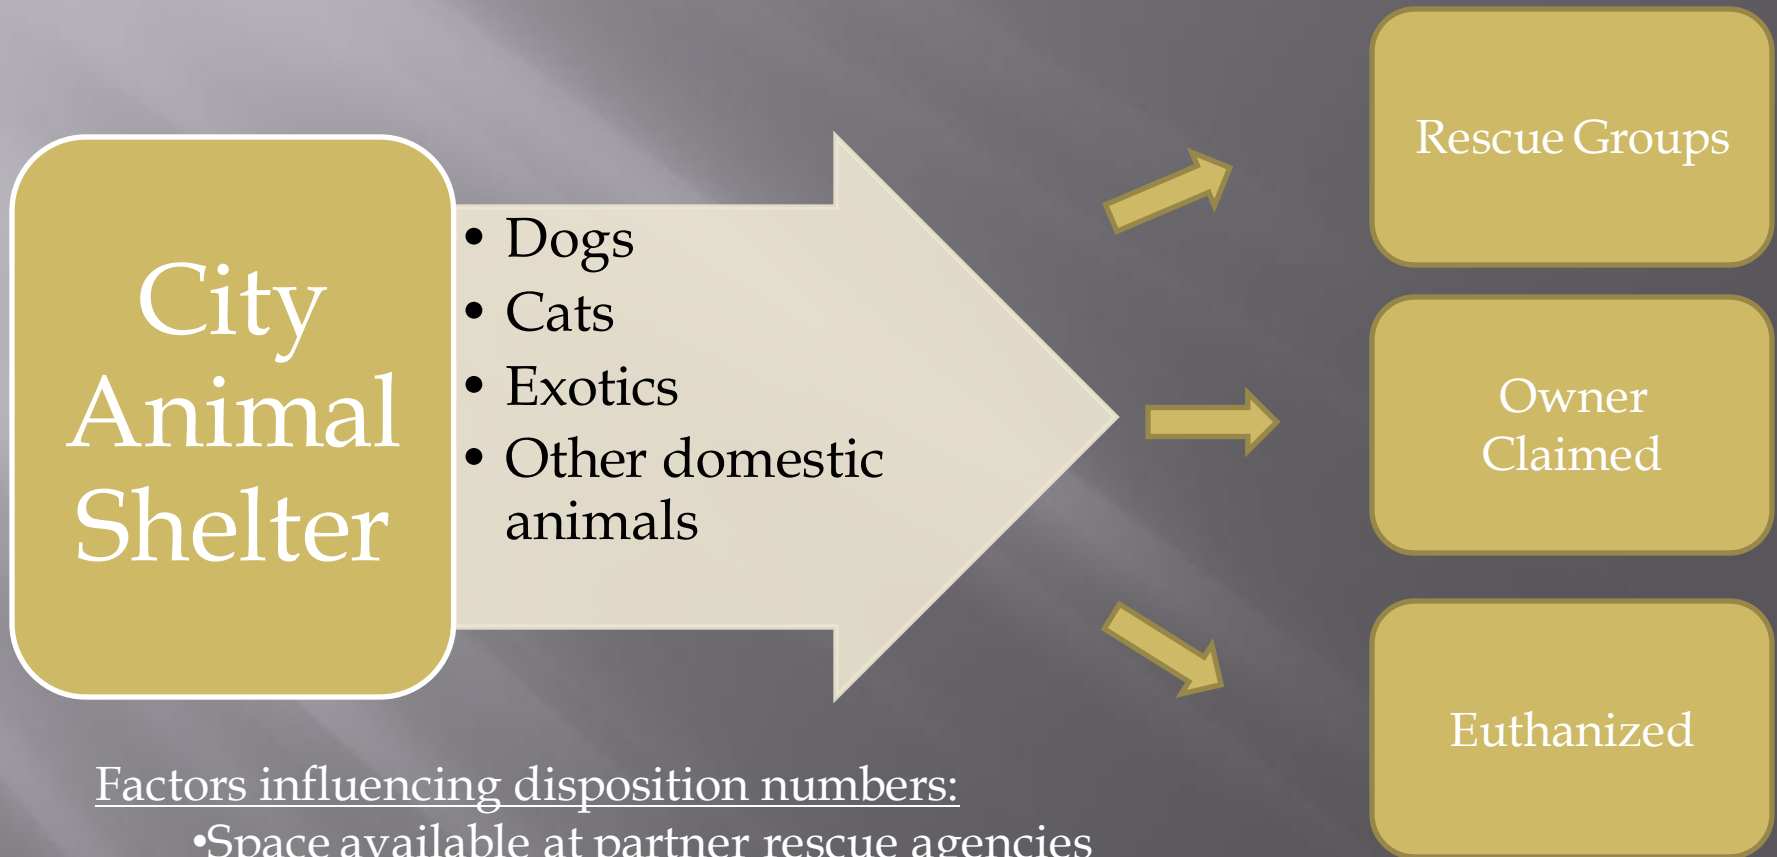 City
Animal
Shelter
• Dogs
• Cats
• Exotics
• Other domestic
animals
Rescue Groups
Owner
Claimed
Euthanized
Factors influencing disposition numbers:
•Space available at partner rescue agencies